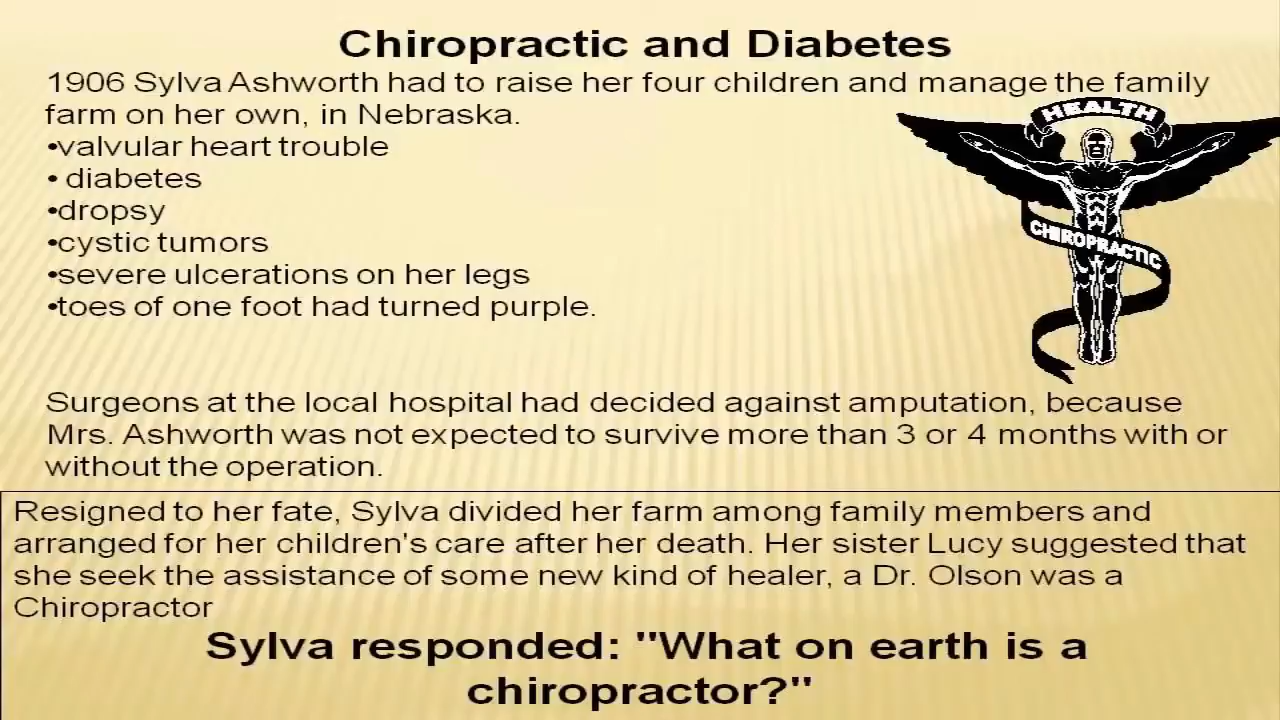 Chiropractic and Diabetes
1906 Sylva Ashworth had to raise her four children and manage the family
farm on her own, in Nebraska.
•valvular heart trouble
• diabetes
•dropsy
•cystic tumors
•severe ulcerations on her legs
•toes of one foot had turned purple.
HEALTH
CHIROPRACTIC
Surgeons at the local hospital had decided against amputation, because
Mrs. Ashworth was not expected to survive more than 3 or 4 months with or
without the operation.
Resigned to her fate, Sylva divided her farm among family members and
arranged for her children's care after her death. Her sister Lucy suggested that
she seek the assistance of some new kind of healer, a Dr. Olson was a
Chiropractor
Sylva responded: "What on earth is a
chiropractor?"